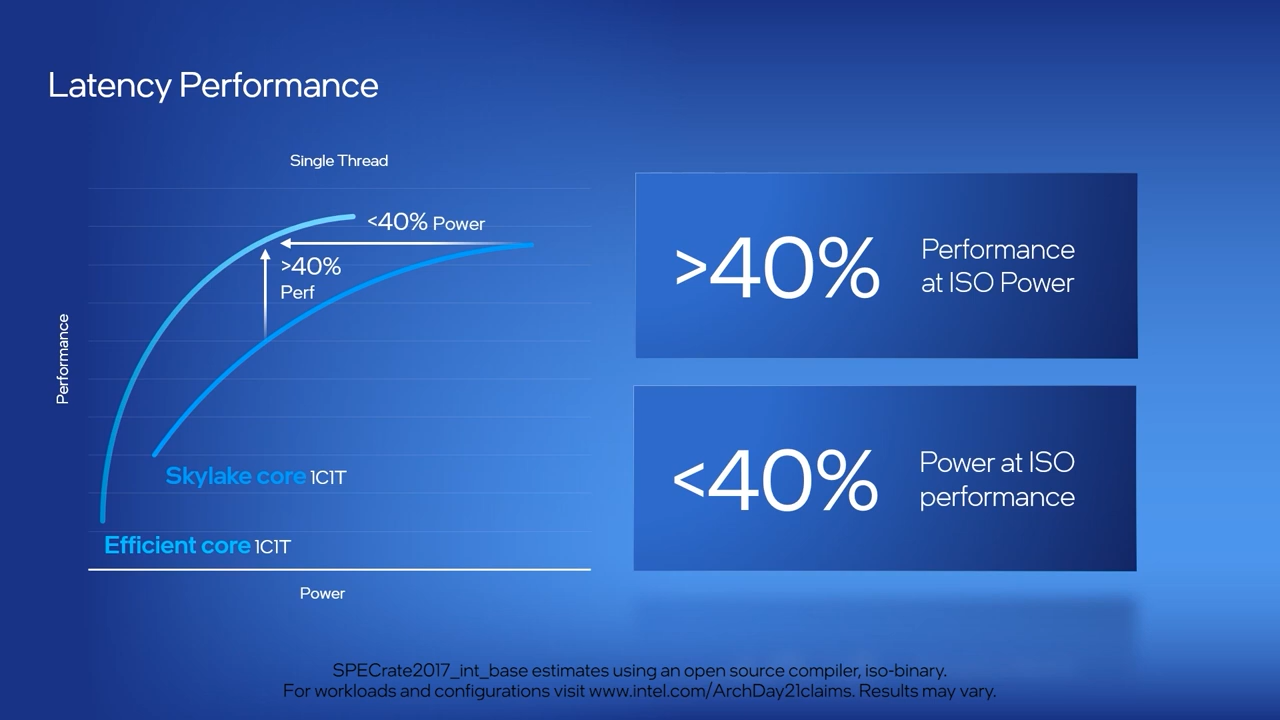 Latency Performance
Single Thread
<40% Power
>40%
Perf
Performance
Skylake core 1C1T
Efficient core 1C1T
Power
>40%
Performance
at ISO Power
<40%
Power at ISO
performance
SPECrate2017_int_base estimates using an open source compiler, iso-binary.
For workloads and configurations visit www.intel.com/ArchDay21claims. Results may vary.